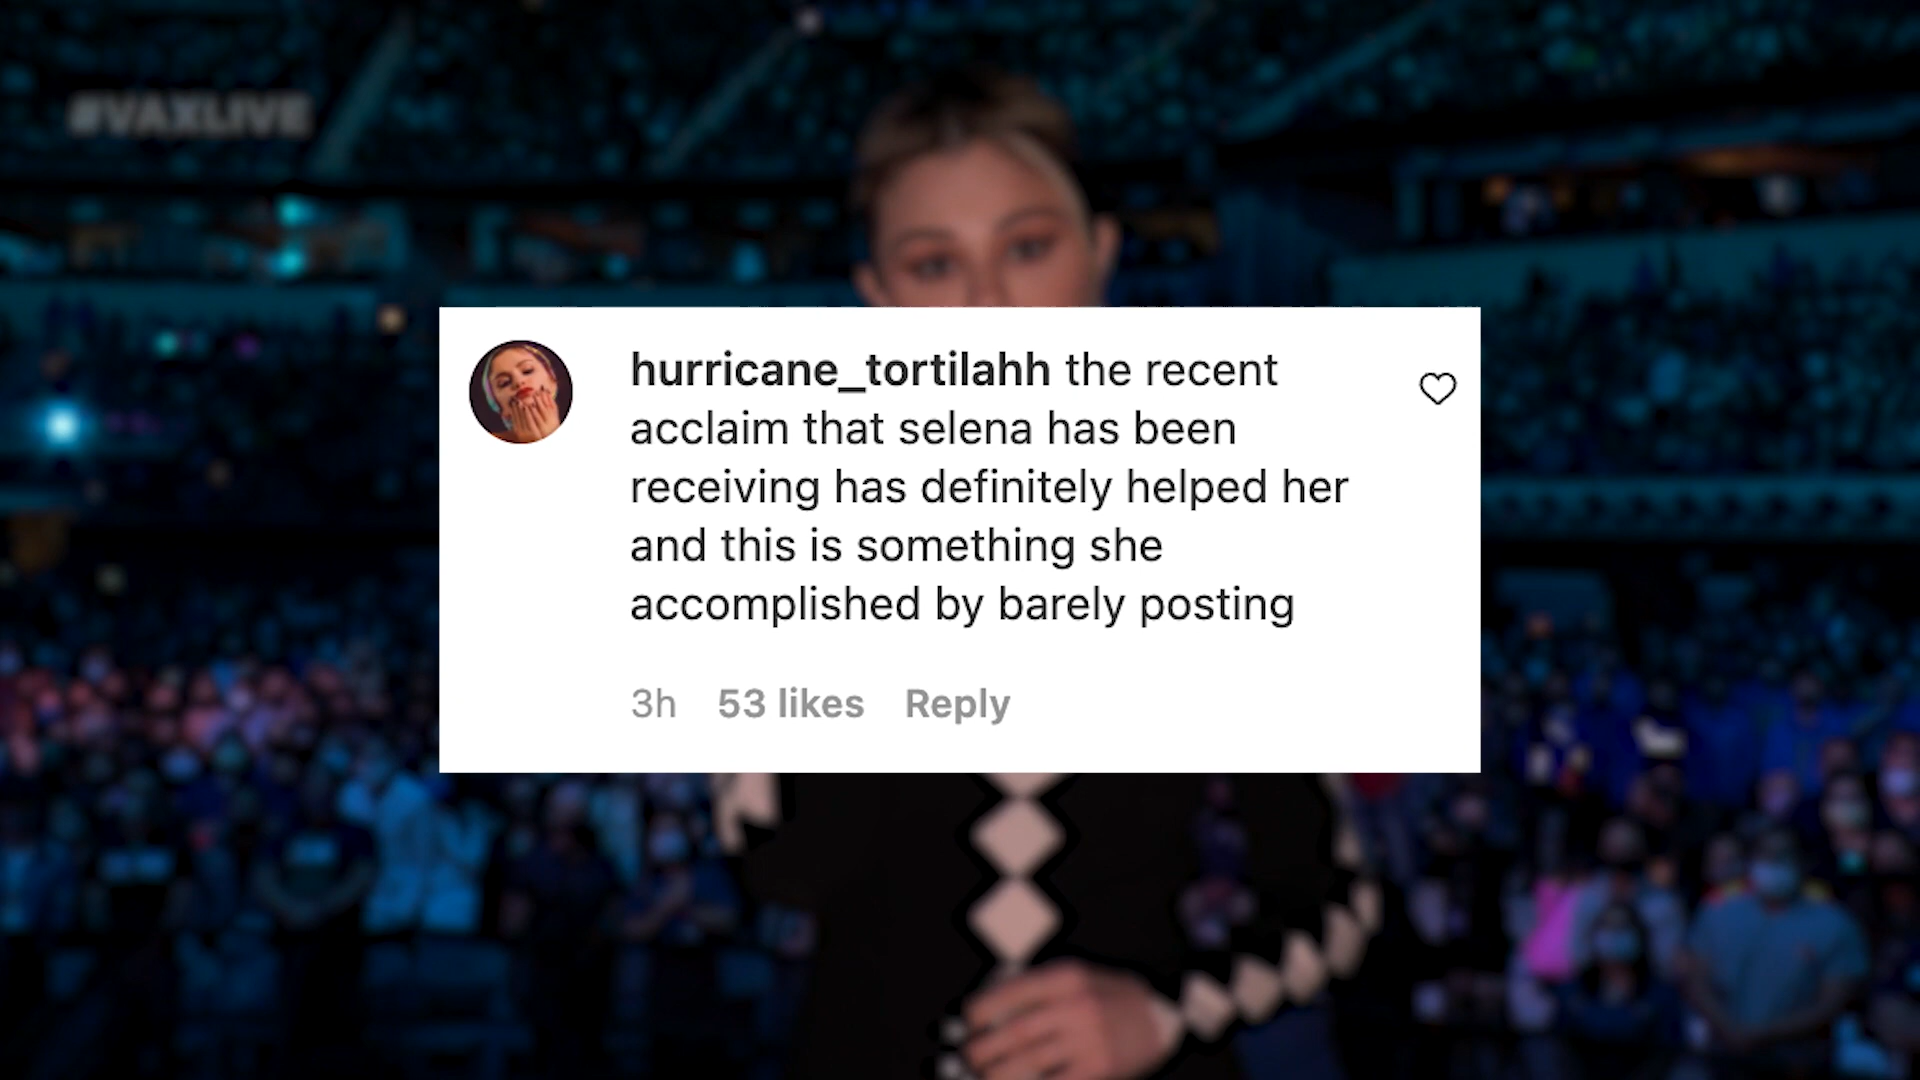 #VAXLIVE
hurricane_tortilahh the recent
acclaim that selena has been
receiving has definitely helped her
and this is something she
accomplished by barely posting
3h 53 likes Reply